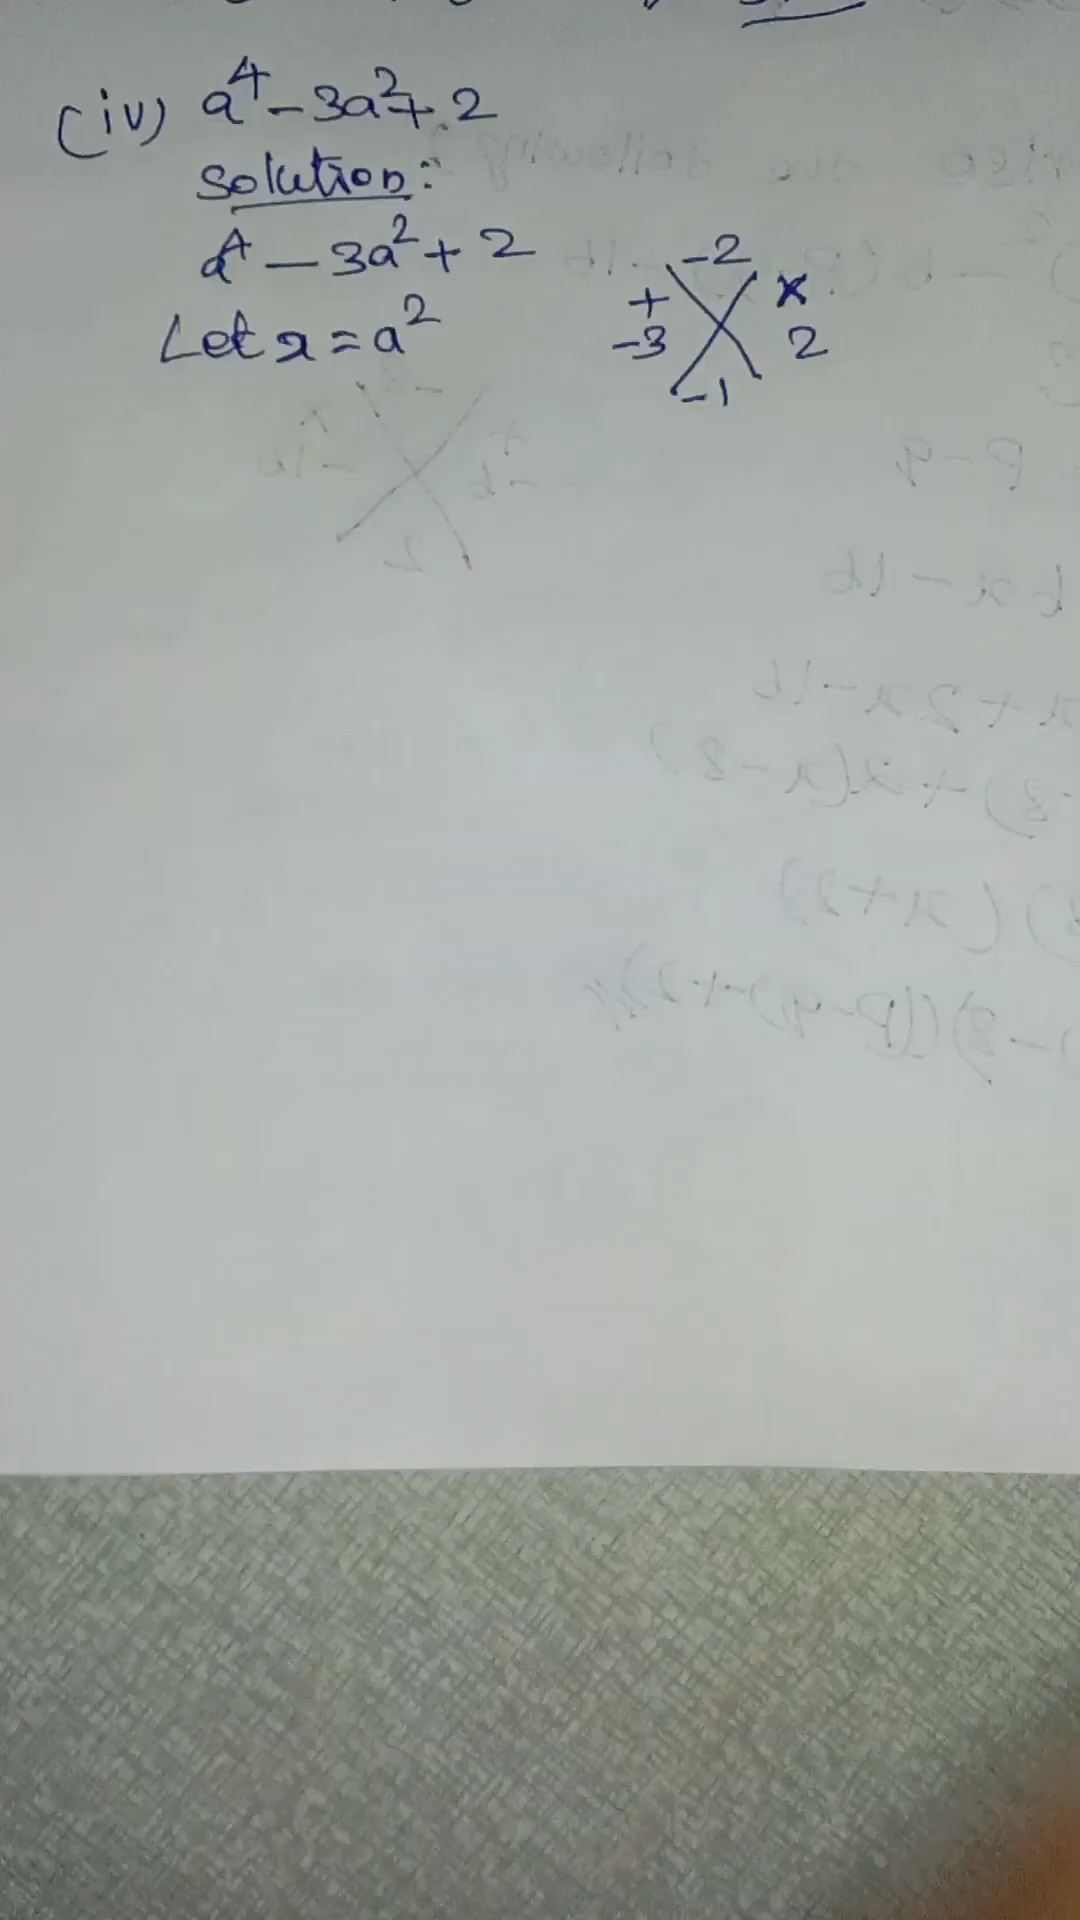 (iv) a⁴ - 3a² + 2
Solution:
a⁴ - 3a² + 2
Let x = a²
-2
+ ×
-3 2
-1